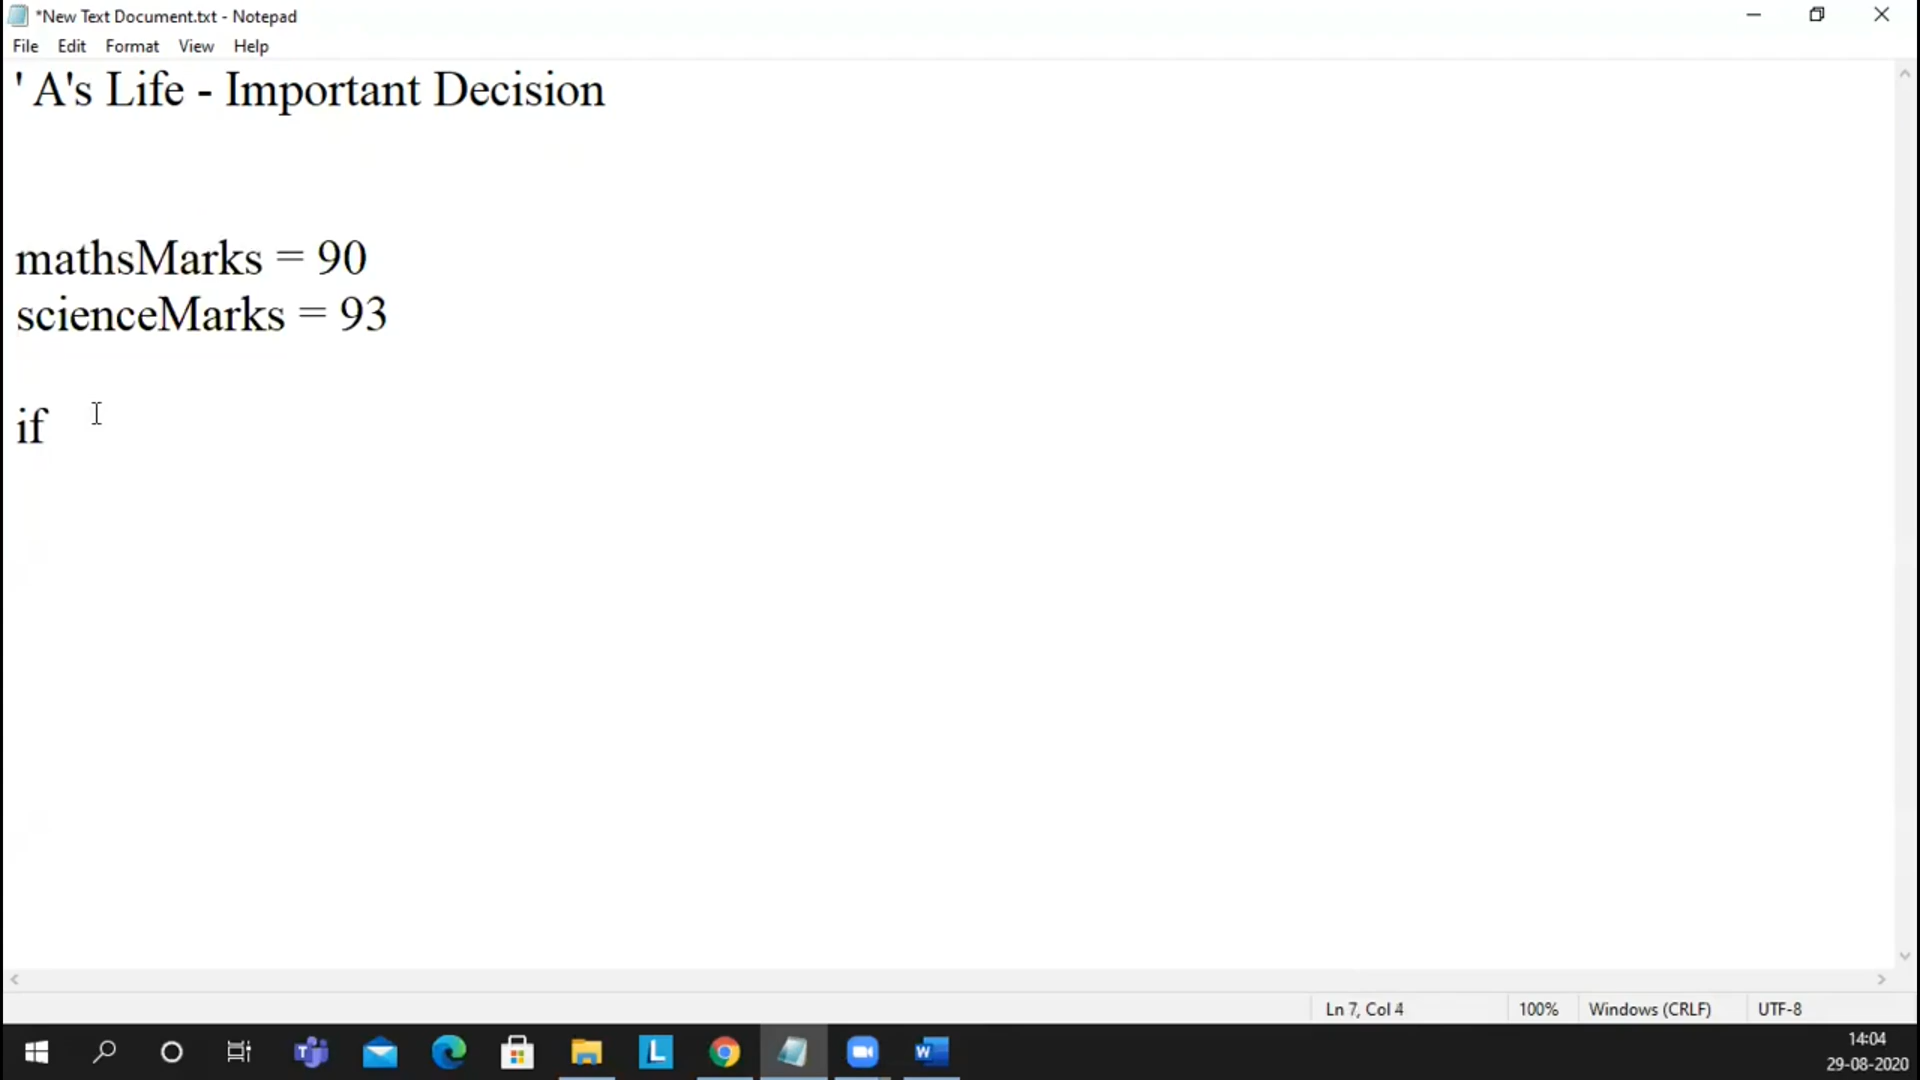 *New Text Document.txt - Notepad
File Edit Format View Help
' A's Life - Important Decision
mathsMarks = 90
scienceMarks = 93
if
Ln 7, Col 4 100% Windows (CRLF) UTF-8
14:04
29-08-2020